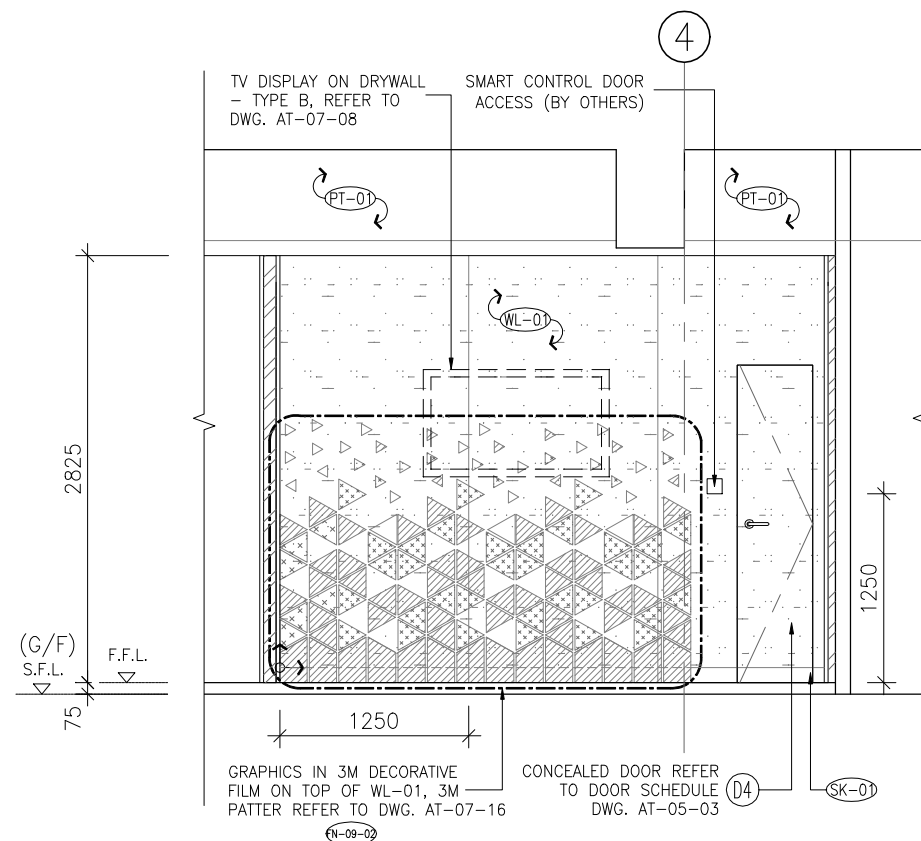 4
TV DISPLAY ON DRYWALL
– TYPE B, REFER TO
DWG. AT-07-08
SMART CONTROL DOOR
ACCESS (BY OTHERS)
PT-01
PT-01
WL-01
2825
1250
(G/F)
S.F.L.
F.F.L.
75
1250
GRAPHICS IN 3M DECORATIVE
FILM ON TOP OF WL-01, 3M
PATTER REFER TO DWG. AT-07-16
FN-09-02
CONCEALED DOOR REFER
TO DOOR SCHEDULE
DWG. AT-05-03
D4
SK-01